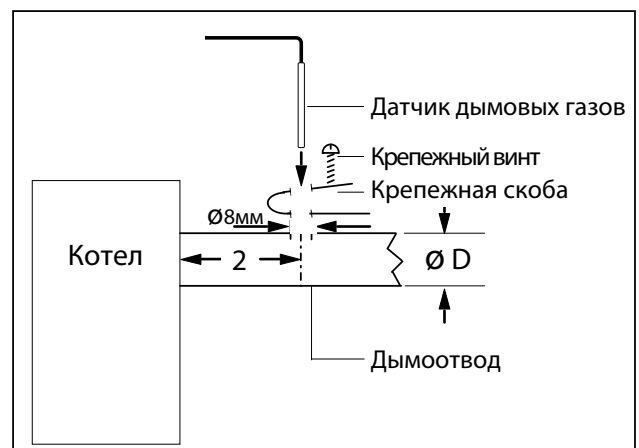 Датчик дымовых газов
Крепежный винт
Крепежная скоба
Ø8мм
Котел
2
Ø D
Дымоотвод